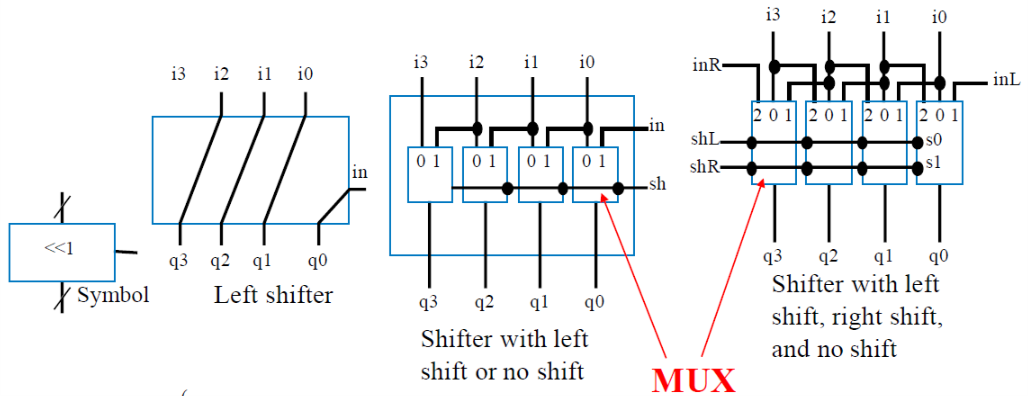 <<1
Symbol
i3 i2 i1 i0
in
q3 q2 q1 q0
Left shifter
i3 i2 i1 i0
in
0 1 0 1 0 1 0 1
sh
q3 q2 q1 q0
Shifter with left
shift or no shift
MUX
i3 i2 i1 i0
inR inL
2 0 1 2 0 1 2 0 1 2 0 1
shL s0
shR s1
q3 q2 q1 q0
Shifter with left
shift, right shift,
and no shift